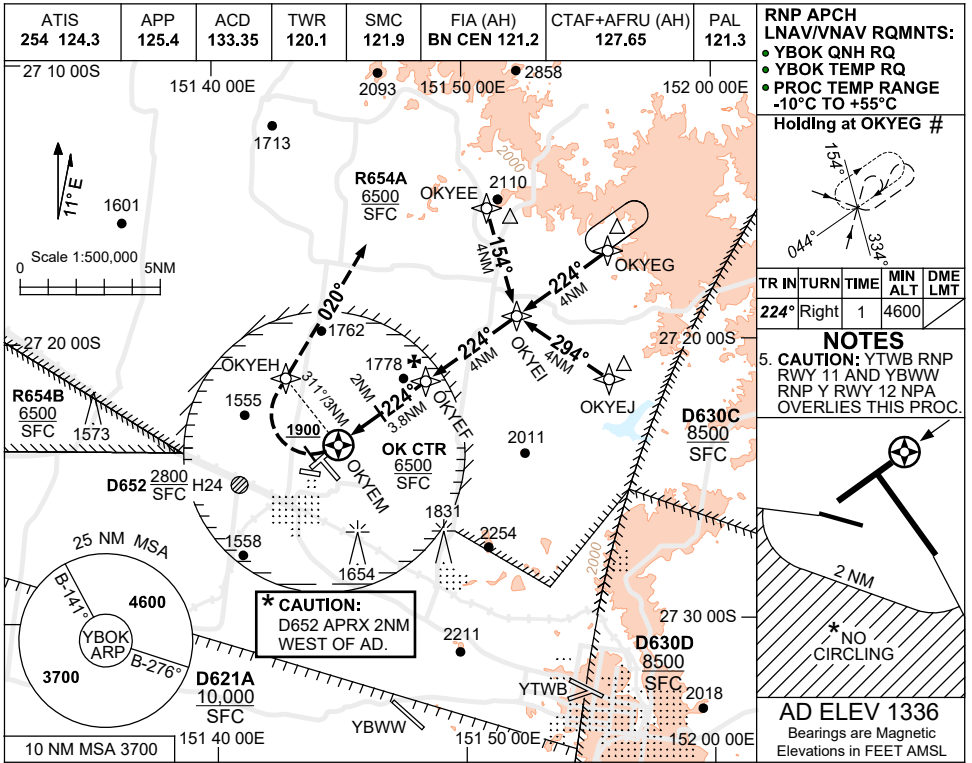 ATIS
254 124.3
APP
125.4
ACD
133.35
TWR
120.1
SMC
121.9
FIA (AH)
BN CEN 121.2
CTAF+AFRU (AH)
127.65
PAL
121.3
RNP APCH
LNAV/VNAV RQMNTS:
YBOK QNH RQ
YBOK TEMP RQ
PROC TEMP RANGE
-10°C TO +55°C
Holding at OKYEG #
154°
044°
334°
TR IN TURN TIME MIN ALT DME LMT
224° Right 1 4600
NOTES
5. CAUTION: YTWB RNP
RWY 11 AND YBWW
RNP Y RWY 12 NPA
OVERLIES THIS PROC.
2 NM
*NO
CIRCLING
AD ELEV 1336
Bearings are Magnetic
Elevations in FEET AMSL
27 10 00S
151 40 00E
2093
151 50 00E
2858
152 00 00E
1713
2000
11° E
1601
R654A
6500
SFC
OKYEE
2110
Scale 1:500,000
0
5NM
154°
4NM
OKYEG
224°
4NM
020°
1762
27 20 00S
OKYEI
224°
4NM
294°
4NM
OKYEH
1778
311°/3NM
2NM
224°
3.8NM
OKYEF
OKYEJ
R654B
6500
SFC
1573
1555
1900
OKYEM
OK CTR
6500
SFC
D630C
8500
SFC
2011
D652 2800
SFC H24
1831
2254
1558
1654
2000
25 NM MSA
B-141°
4600
YBOK
ARP
3700
B-276°
* CAUTION:
D652 APRX 2NM
WEST OF AD.
27 30 00S
2211
D630D
8500
SFC
D621A
10,000
SFC
YTWB
2018
YBWW
10 NM MSA 3700
151 40 00E
151 50 00E
152 00 00E